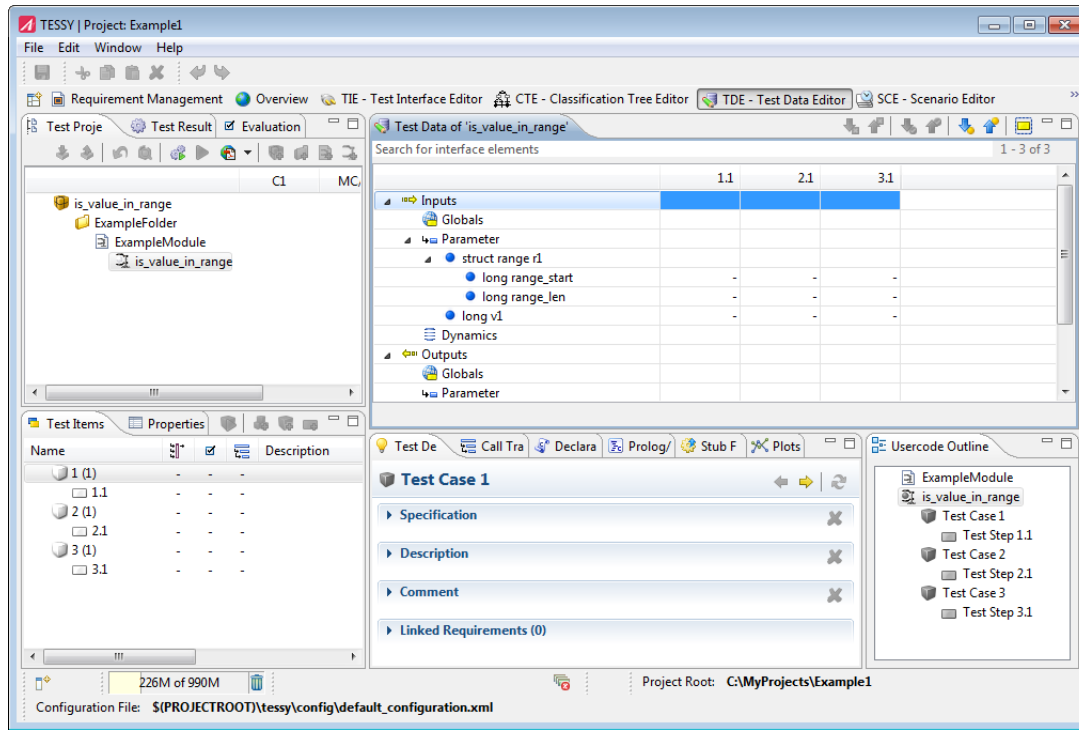 TESSY | Project: Example1
File Edit Window Help
Requirement Management Overview TIE - Test Interface Editor CTE - Classification Tree Editor TDE - Test Data Editor SCE - Scenario Editor »
Test Proje Test Result Evaluation
C1 MC/
is_value_in_range
ExampleFolder
ExampleModule
is_value_in_range
Test Data of 'is_value_in_range'
Search for interface elements 1 - 3 of 3
1.1 2.1 3.1
Inputs
Globals
Parameter
struct range r1
long range_start - - -
long range_len - - -
long v1 - - -
Dynamics
Outputs
Globals
Parameter
Test Items Properties
Name Description
1 (1) - - -
1.1 - - -
2 (1) - - -
2.1 - - -
3 (1) - - -
3.1 - - -
Test De Call Tra Declara Prolog/ Stub F Plots
Test Case 1
Specification
Description
Comment
Linked Requirements (0)
Usercode Outline
ExampleModule
is_value_in_range
Test Case 1
Test Step 1.1
Test Case 2
Test Step 2.1
Test Case 3
Test Step 3.1
226M of 990M Project Root: C:\MyProjects\Example1
Configuration File: $(PROJECTROOT)\tessy\config\default_configuration.xml